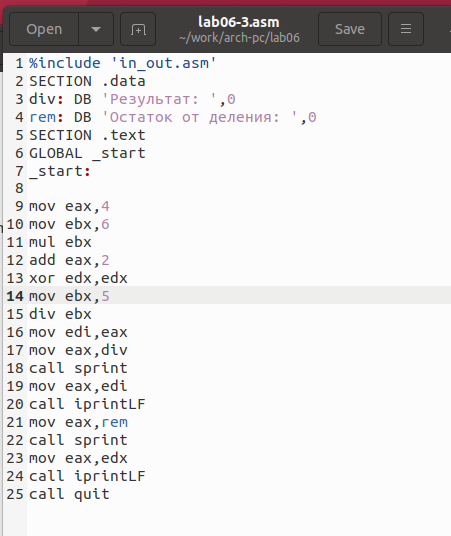 Open
lab06-3.asm
~/work/arch-pc/lab06
Save
1 %include 'in_out.asm'
2 SECTION .data
3 div: DB 'Результат: ',0
4 rem: DB 'Остаток от деления: ',0
5 SECTION .text
6 GLOBAL _start
7 _start:
8
9 mov eax,4
10 mov ebx,6
11 mul ebx
12 add eax,2
13 xor edx,edx
14 mov ebx,5
15 div ebx
16 mov edi,eax
17 mov eax,div
18 call sprint
19 mov eax,edi
20 call iprintLF
21 mov eax,rem
22 call sprint
23 mov eax,edx
24 call iprintLF
25 call quit